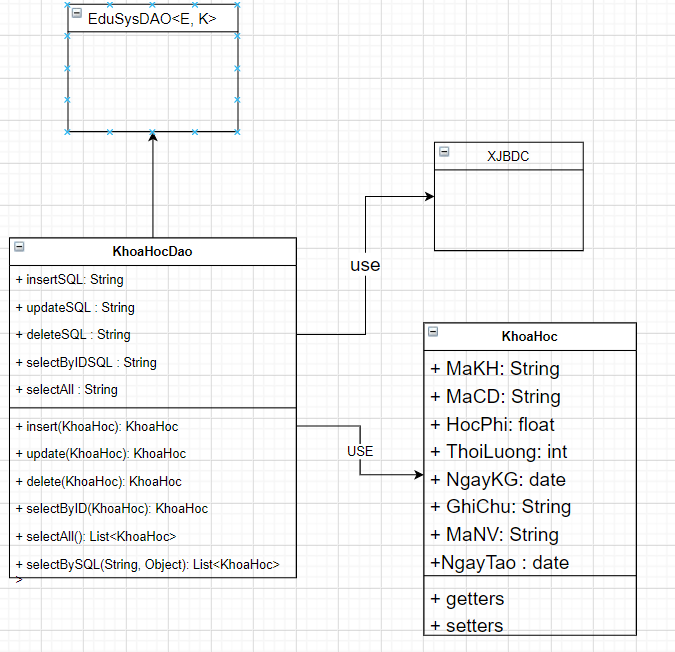 EduSysDAO<E, K>
XJBDC
use
KhoaHocDao
+ insertSQL: String
+ updateSQL : String
+ deleteSQL : String
+ selectByIDSQL : String
+ selectAll : String
+ insert(KhoaHoc): KhoaHoc
+ update(KhoaHoc): KhoaHoc
+ delete(KhoaHoc): KhoaHoc
+ selectByID(KhoaHoc): KhoaHoc
+ selectAll(): List<KhoaHoc>
+ selectBySQL(String, Object): List<KhoaHoc>
>
USE
KhoaHoc
+ MaKH: String
+ MaCD: String
+ HocPhi: float
+ ThoiLuong: int
+ NgayKG: date
+ GhiChu: String
+ MaNV: String
+NgayTao : date
+ getters
+ setters